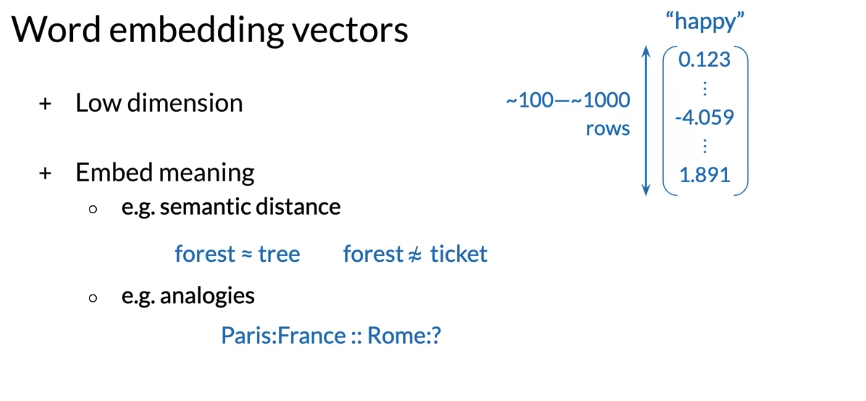 Word embedding vectors
“happy”
0.123
⋮
-4.059
⋮
1.891
~100—~1000
rows
+ Low dimension
+ Embed meaning
○ e.g. semantic distance
forest ≈ tree forest ≉ ticket
○ e.g. analogies
Paris:France :: Rome:?